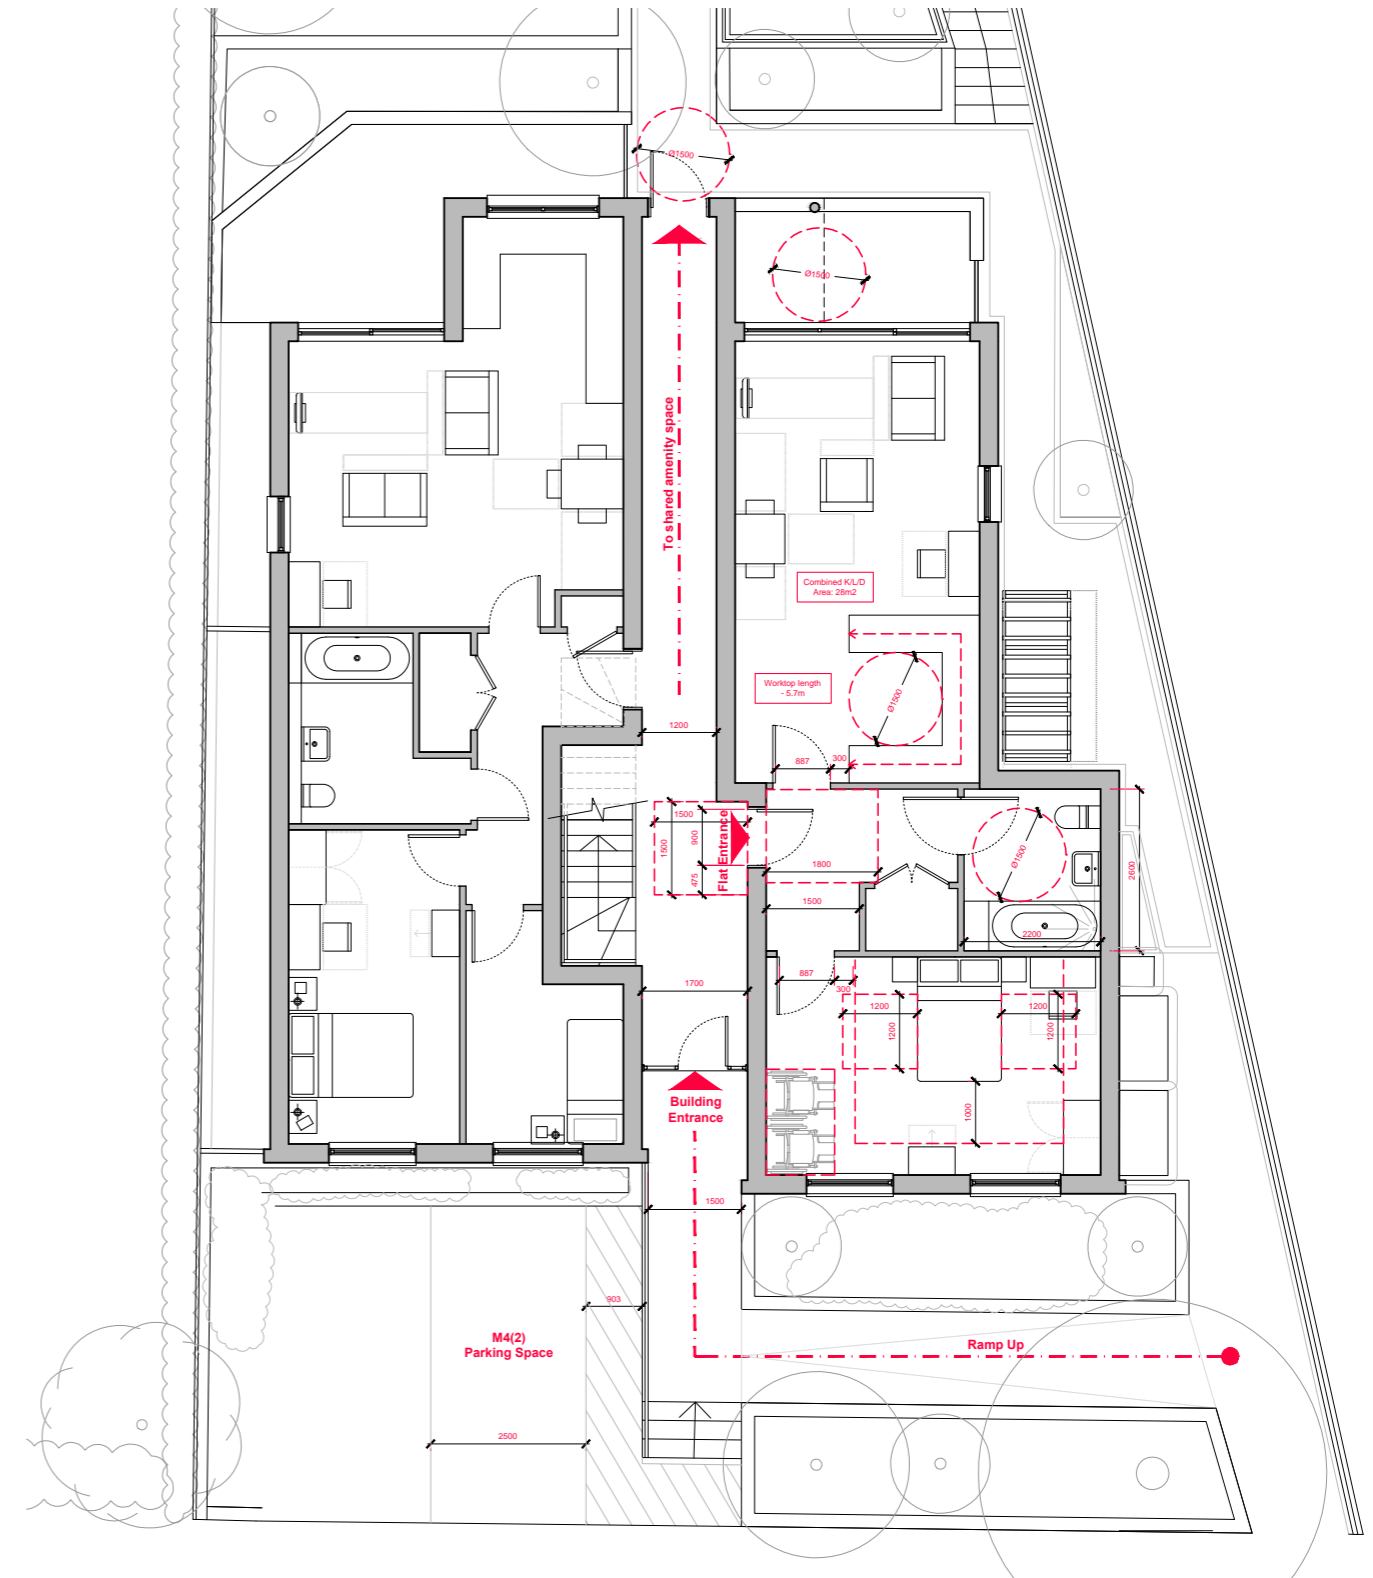 Ø1500
Ø1500
To shared amenity space
Combined K/L/D
Area: 28m2
Worktop length
- 5.7m
Ø1500
1200
887
300
1500
1500
900
475
Flat Entrance
1800
1500
Ø1500
2600
2200
887
300
1700
1200
1200
1200
1200
1000
Building
Entrance
1500
903
M4(2)
Parking Space
Ramp Up
2500